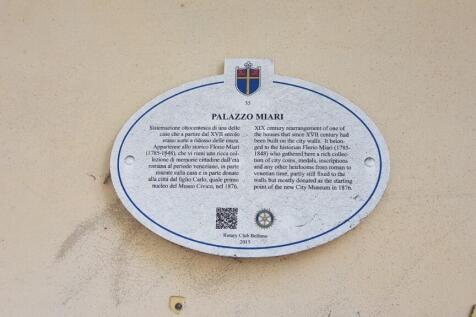 35
PALAZZO MIARI
Sistemazione ottocentesca di una delle
case che a partire dal XVII secolo
erano sorte a ridosso delle mura.
Appartenne allo storico Florio Miari
(1785-1848), che vi riunì una ricca col-
lezione di memorie cittadine dall'età
romana al periodo veneziano, in parte
murate sulla casa e in parte donate
alla città dal figlio Carlo, quale primo
nucleo del Museo Civico, nel 1876.
XIX century rearrangement of one of
the houses that since XVII century had
been built on the city walls. It belon-
ged to the historian Florio Miari (1785-
1848) who gathered here a rich collec-
tion of city coins, medals, inscriptions
and any other heirlooms from roman to
venetian time, partly still fixed to the
walls, but mostly donated as the starting
point of the new City Museum in 1876.
Rotary Club Belluno
2015